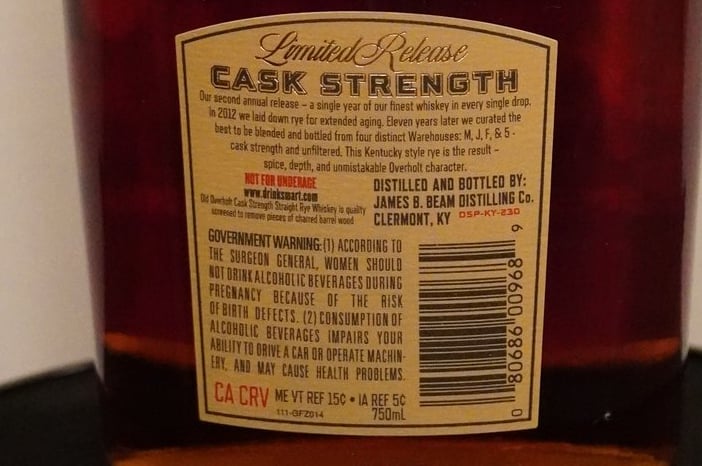 Limited Release
CASK STRENGTH
Our second annual release – a single year of our finest whiskey in every single drop.
In 2012 we laid down rye for extended aging. Eleven years later we curated the
best to be blended and bottled from four distinct Warehouses: M, J, F, & 5 -
cask strength and unfiltered. This Kentucky style rye is the result –
spice, depth, and unmistakable Overholt character.
NOT FOR UNDERAGE
www.drinksmart.com
Old Overholt Cask Strength Straight Rye Whiskey is quality
screened to remove pieces of charred barrel wood
DISTILLED AND BOTTLED BY:
JAMES B. BEAM DISTILLING Co.
CLERMONT, KY DSP-KY-230
GOVERNMENT WARNING:(1) ACCORDING TO
THE SURGEON GENERAL, WOMEN SHOULD
NOT DRINK ALCOHOLIC BEVERAGES DURING
PREGNANCY BECAUSE OF THE RISK
OF BIRTH DEFECTS. (2) CONSUMPTION OF
ALCOHOLIC BEVERAGES IMPAIRS YOUR
ABILITY TO DRIVE A CAR OR OPERATE MACHIN-
ERY, AND MAY CAUSE HEALTH PROBLEMS.
0 80686 00968 9
CA CRV ME VT REF 15¢ • IA REF 5¢
111-GFZ014 750mL